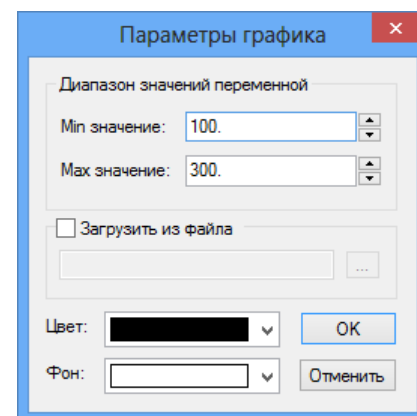 Параметры графика
Диапазон значений переменной
Min значение: 100.
Max значение: 300.
Загрузить из файла
...
Цвет: OK
Фон: Отменить